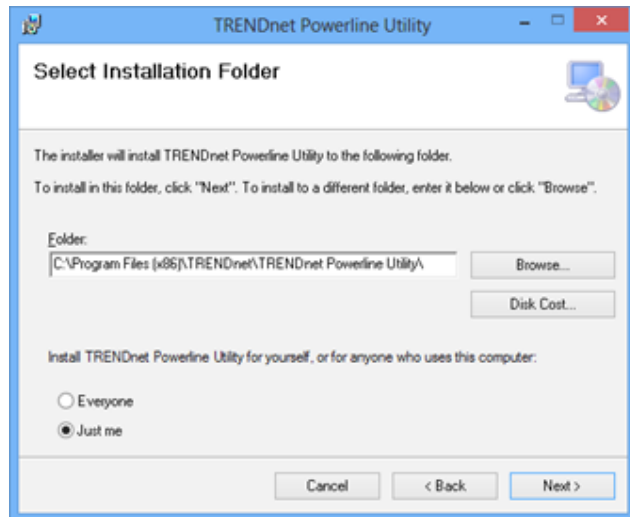 TRENDnet Powerline Utility
Select Installation Folder
The installer will install TRENDnet Powerline Utility to the following folder.
To install in this folder, click "Next". To install to a different folder, enter it below or click "Browse".
Folder:
C:\Program Files (x86)\TRENDnet\TRENDnet Powerline Utility\
Browse...
Disk Cost...
Install TRENDnet Powerline Utility for yourself, or for anyone who uses this computer:
Everyone
Just me
Cancel
< Back
Next >